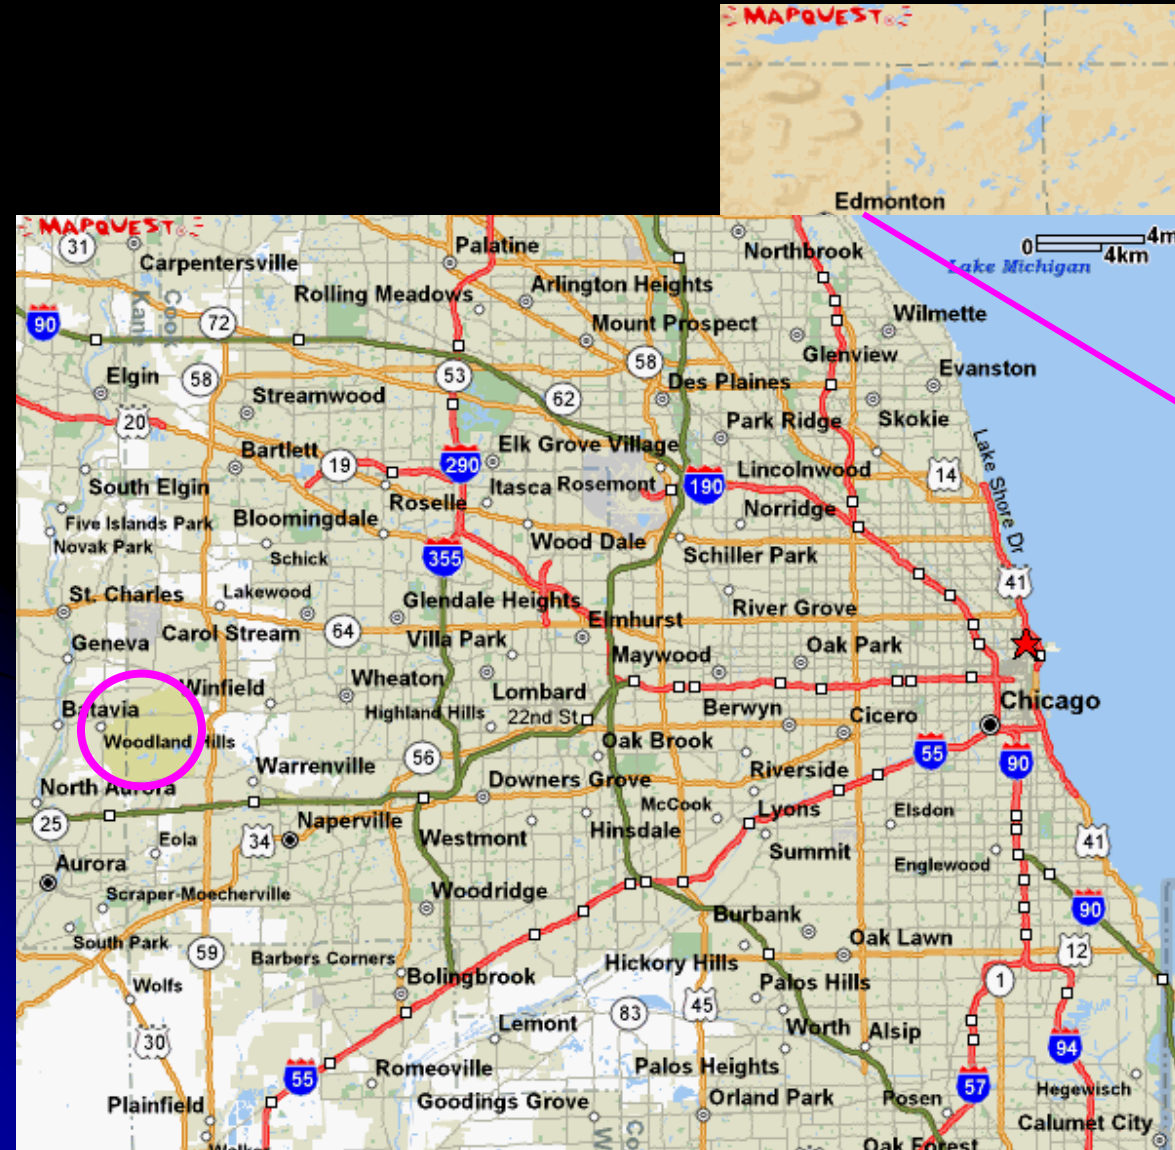 MAPQUEST
Edmonton
MAPQUEST
31
Carpentersville
Palatine
Northbrook
0
4m
4km
Lake Michigan
Kane
Cook
Rolling Meadows
Arlington Heights
Wilmette
90
72
Mount Prospect
58
Glenview
Evanston
Elgin
58
53
Des Plaines
Streamwood
62
20
Park Ridge
Skokie
Bartlett
19
290
Elk Grove Village
Lincolnwood
14
Lake Shore Dr
South Elgin
Itasca
Rosemont
190
Roselle
Norridge
Five Islands Park
Bloomingdale
Novak Park
Schick
355
Wood Dale
Schiller Park
41
St. Charles
Lakewood
Glendale Heights
River Grove
Elmhurst
Geneva
Carol Stream
64
Villa Park
Oak Park
Maywood
Winfield
Wheaton
Lombard
Chicago
Batavia
Highland Hills
22nd St
Berwyn
Cicero
Woodland Hills
Oak Brook
56
55
90
Warrenville
Downers Grove
Riverside
North Aurora
McCook
Lyons
Elsdon
25
Naperville
Eola
34
Westmont
Hinsdale
41
Summit
Aurora
Englewood
Scraper-Moecherville
Woodridge
Burbank
90
South Park
59
Oak Lawn
12
Barbers Corners
Hickory Hills
Bolingbrook
Palos Hills
1
Wolfs
83
45
Lemont
Worth
Alsip
30
94
Romeoville
Palos Heights
55
57
Hegewisch
Plainfield
Goodings Grove
Orland Park
Posen
Calumet City
Walker
W
Co
Oak Forest